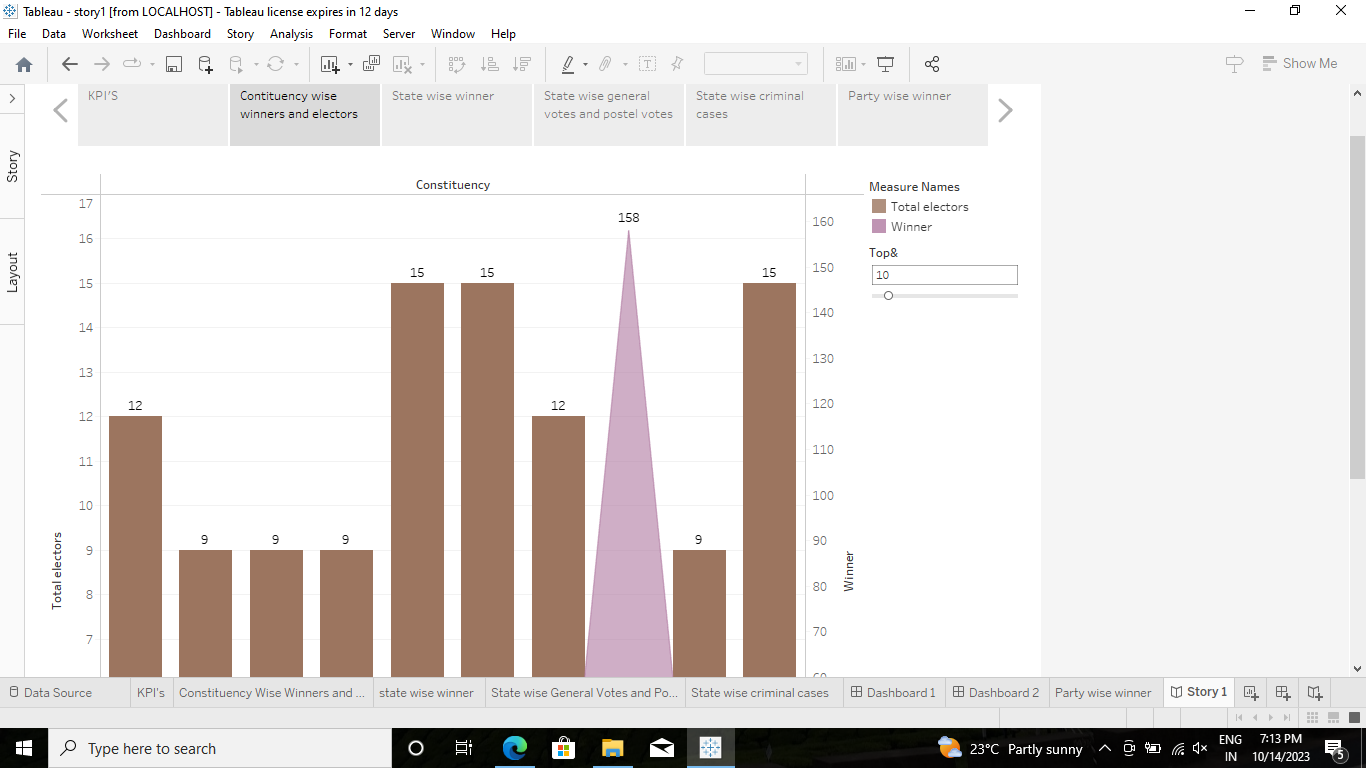 Tableau - story1 [from LOCALHOST] - Tableau license expires in 12 days
File Data Worksheet Dashboard Story Analysis Format Server Window Help
Show Me
KPI'S
Contituency wise
winners and electors
State wise winner
State wise general
votes and postel votes
State wise criminal
cases
Party wise winner
Story
Layout
Constituency
17
16
15
14
13
12
11
10
9
8
7
Total electors
12
9
9
9
15
15
12
158
9
15
160
150
140
130
120
110
100
90
80
70
60
Winner
Measure Names
Total electors
Winner
Top&
10
Data Source
KPI's
Constituency Wise Winners and ...
state wise winner
State wise General Votes and Po...
State wise criminal cases
Dashboard 1
Dashboard 2
Party wise winner
Story 1
Type here to search
23°C Partly sunny
ENG
IN
7:13 PM
10/14/2023
5